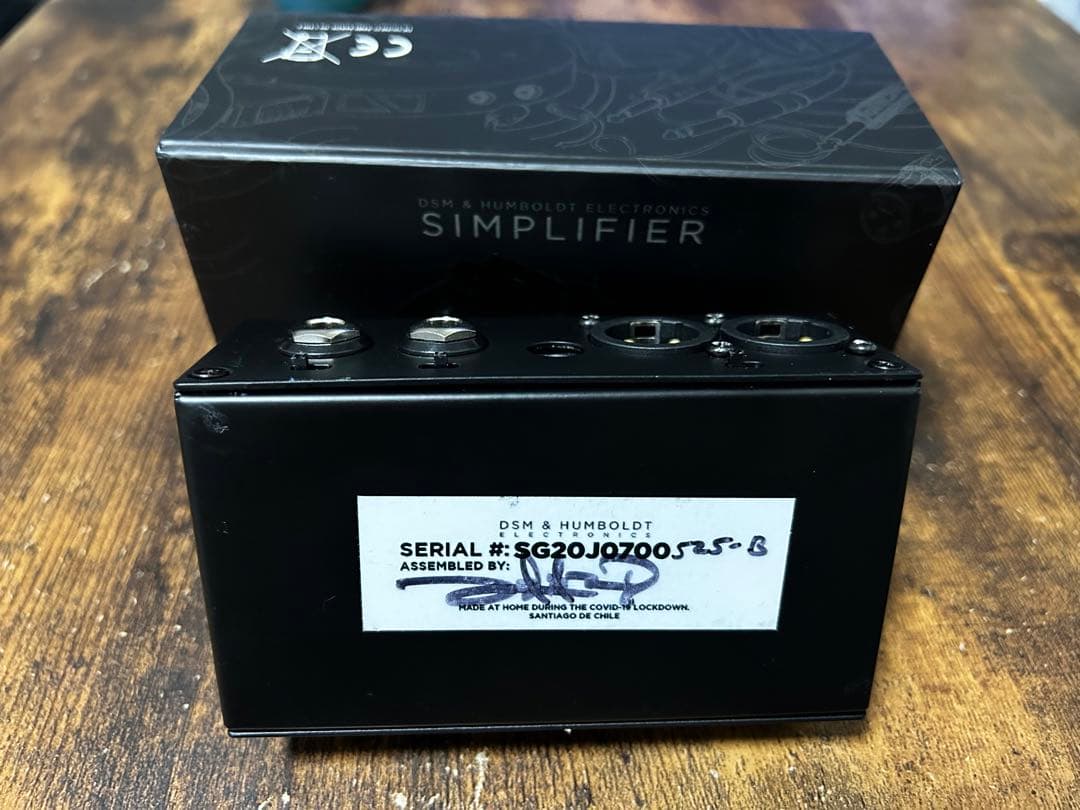 CE
DSM & HUMBOLDT ELECTRONICS
SIMPLIFIER
DSM & HUMBOLDT
ELECTRONICS
SERIAL #: SG20J0700525-B
ASSEMBLED BY:
MADE AT HOME DURING THE COVID-19 LOCKDOWN.
SANTIAGO DE CHILE